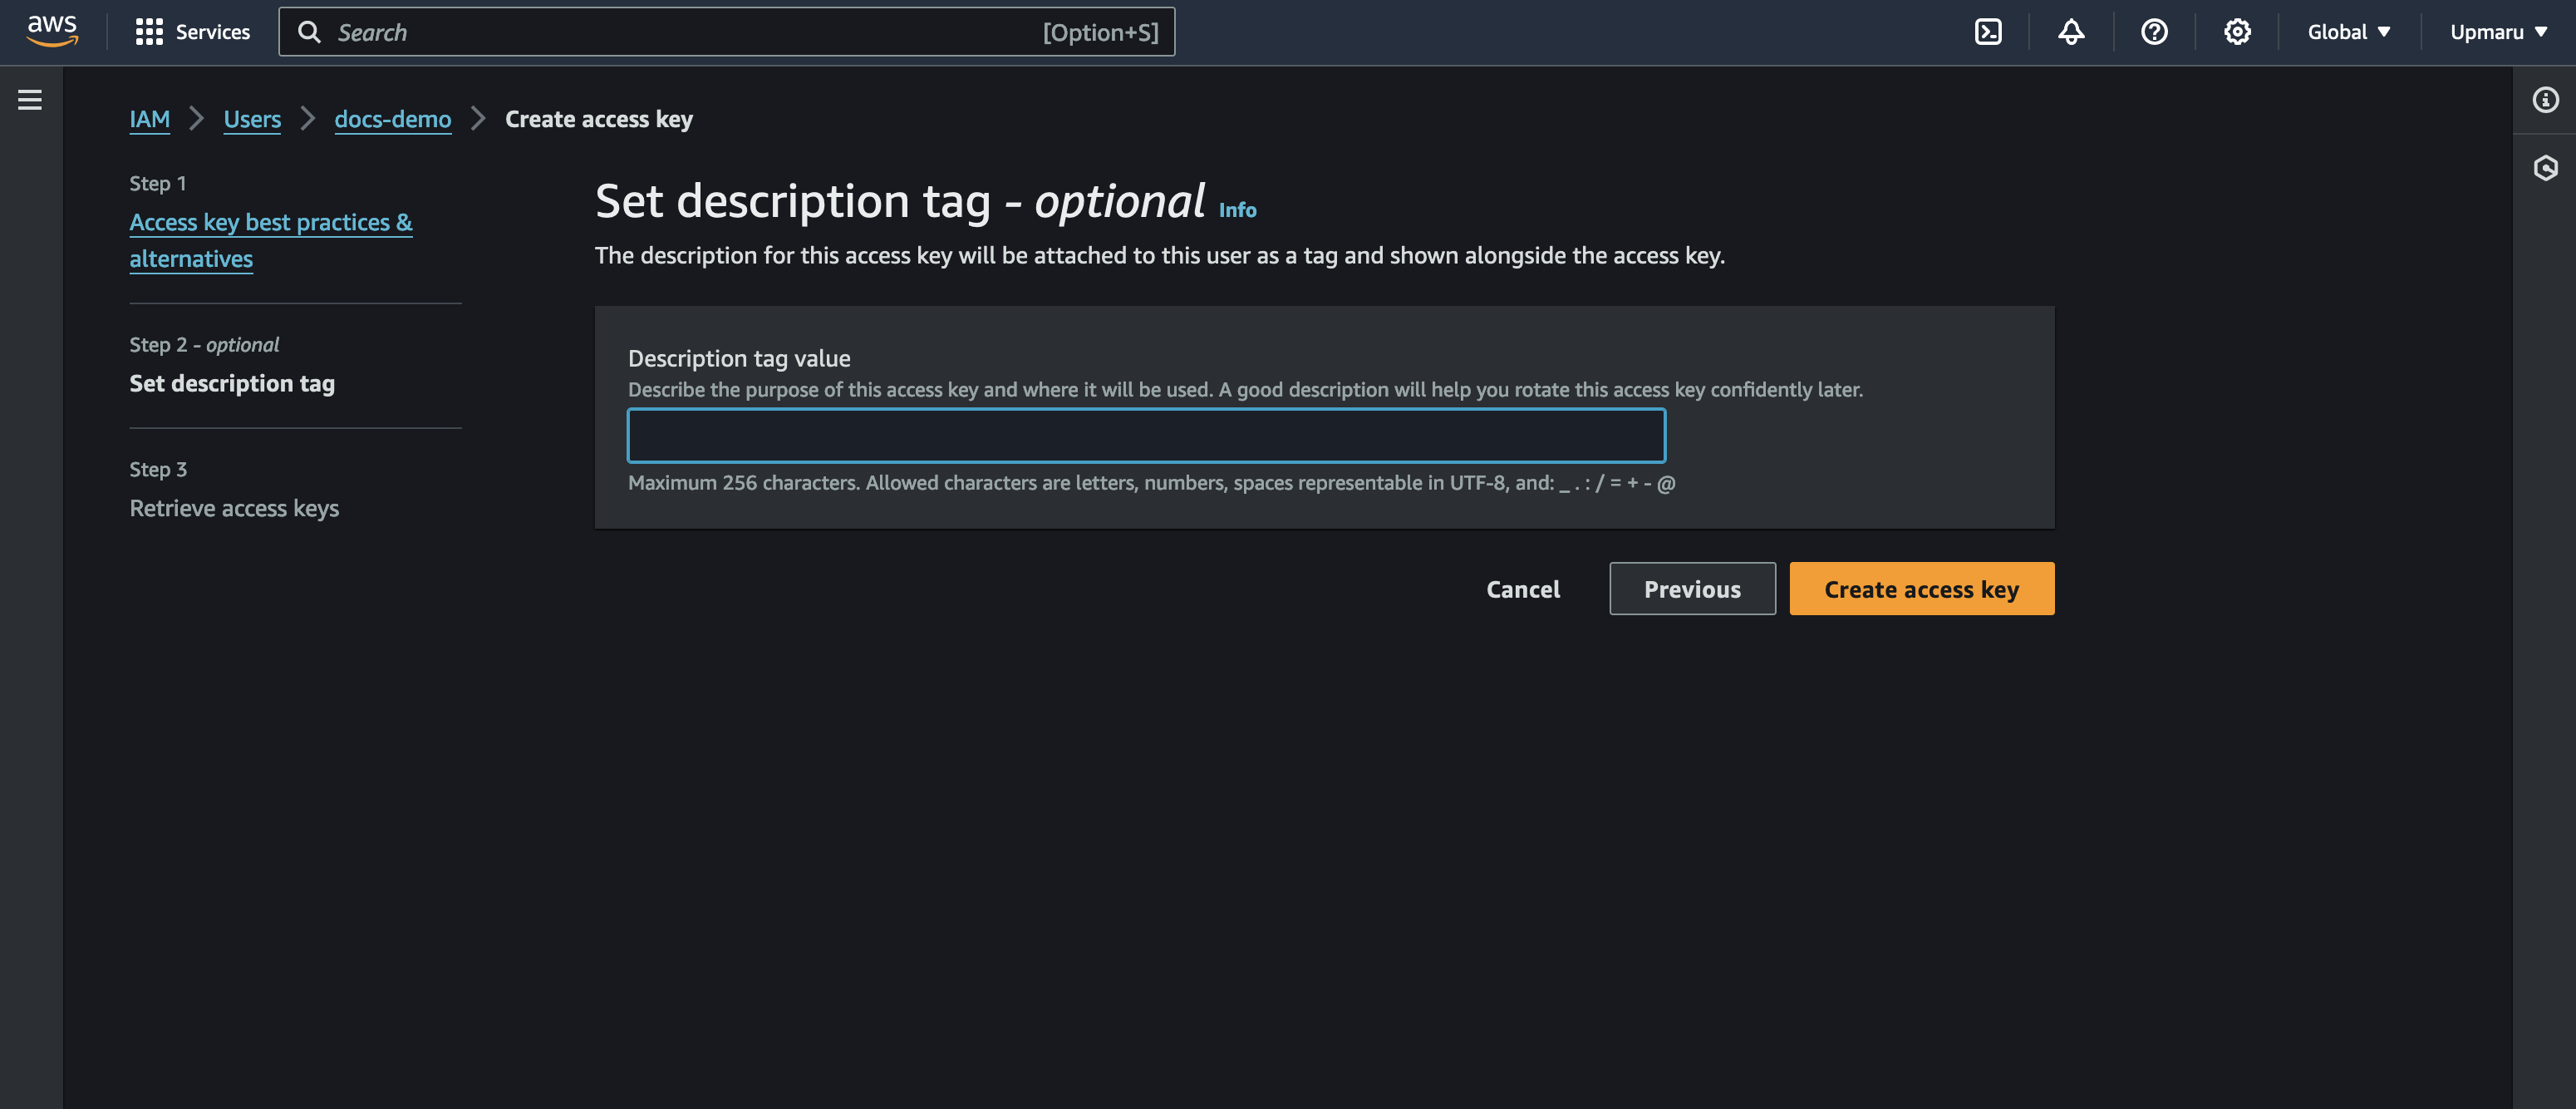 aws
Services
Search
[Option+S]
Global
Upmaru
IAM
Users
docs-demo
Create access key
Step 1
Access key best practices &
alternatives
Step 2 - optional
Set description tag
Step 3
Retrieve access keys
Set description tag - optional Info
The description for this access key will be attached to this user as a tag and shown alongside the access key.
Description tag value
Describe the purpose of this access key and where it will be used. A good description will help you rotate this access key confidently later.
Maximum 256 characters. Allowed characters are letters, numbers, spaces representable in UTF-8, and: _ . : / = + - @
Cancel
Previous
Create access key